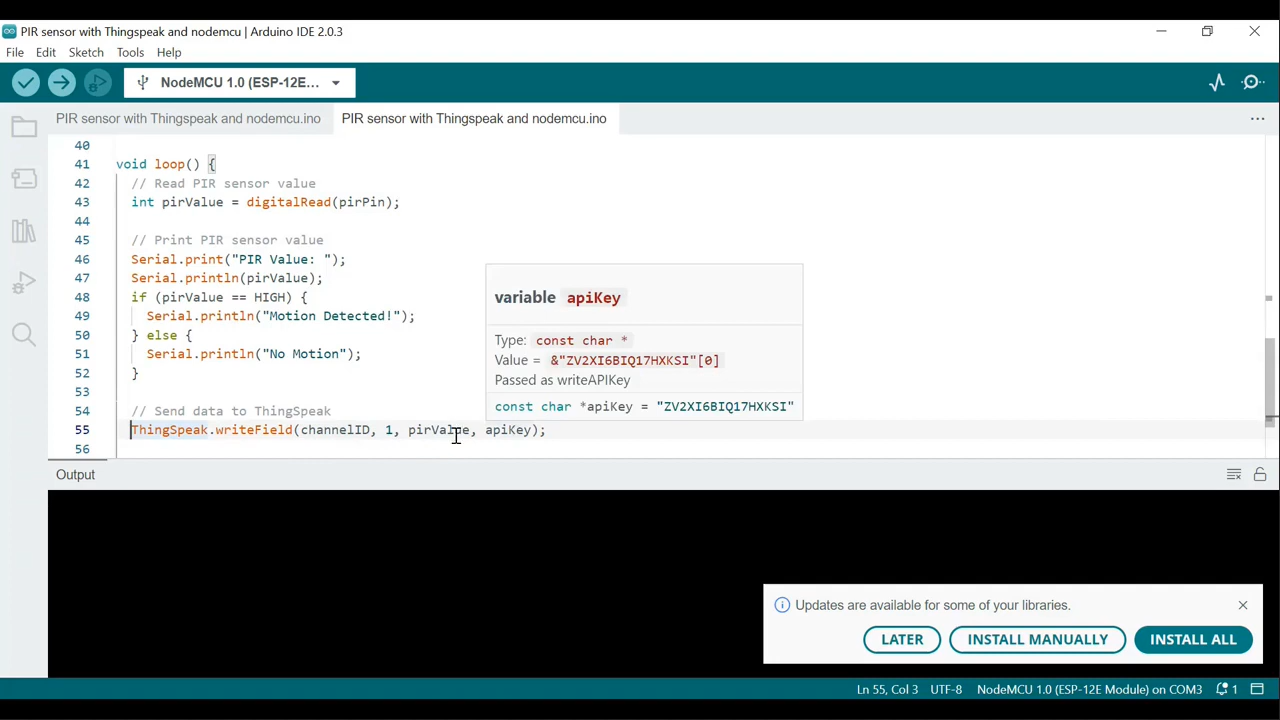 PIR sensor with Thingspeak and nodemcu | Arduino IDE 2.0.3
File Edit Sketch Tools Help
NodeMCU 1.0 (ESP-12E...
PIR sensor with Thingspeak and nodemcu.ino PIR sensor with Thingspeak and nodemcu.ino
40
41 void loop() {
42 // Read PIR sensor value
43 int pirValue = digitalRead(pirPin);
44
45 // Print PIR sensor value
46 Serial.print("PIR Value: ");
47 Serial.println(pirValue);
48 if (pirValue == HIGH) {
49 Serial.println("Motion Detected!");
50 } else {
51 Serial.println("No Motion");
52 }
53
54 // Send data to ThingSpeak
55 ThingSpeak.writeField(channelID, 1, pirValue, apiKey);
56
variable apiKey
Type: const char *
Value = &"ZV2XI6BIQ17HXKSI"[0]
Passed as writeAPIKey
const char *apiKey = "ZV2XI6BIQ17HXKSI"
Output
Updates are available for some of your libraries.
LATER INSTALL MANUALLY INSTALL ALL
Ln 55, Col 3 UTF-8 NodeMCU 1.0 (ESP-12E Module) on COM3 1